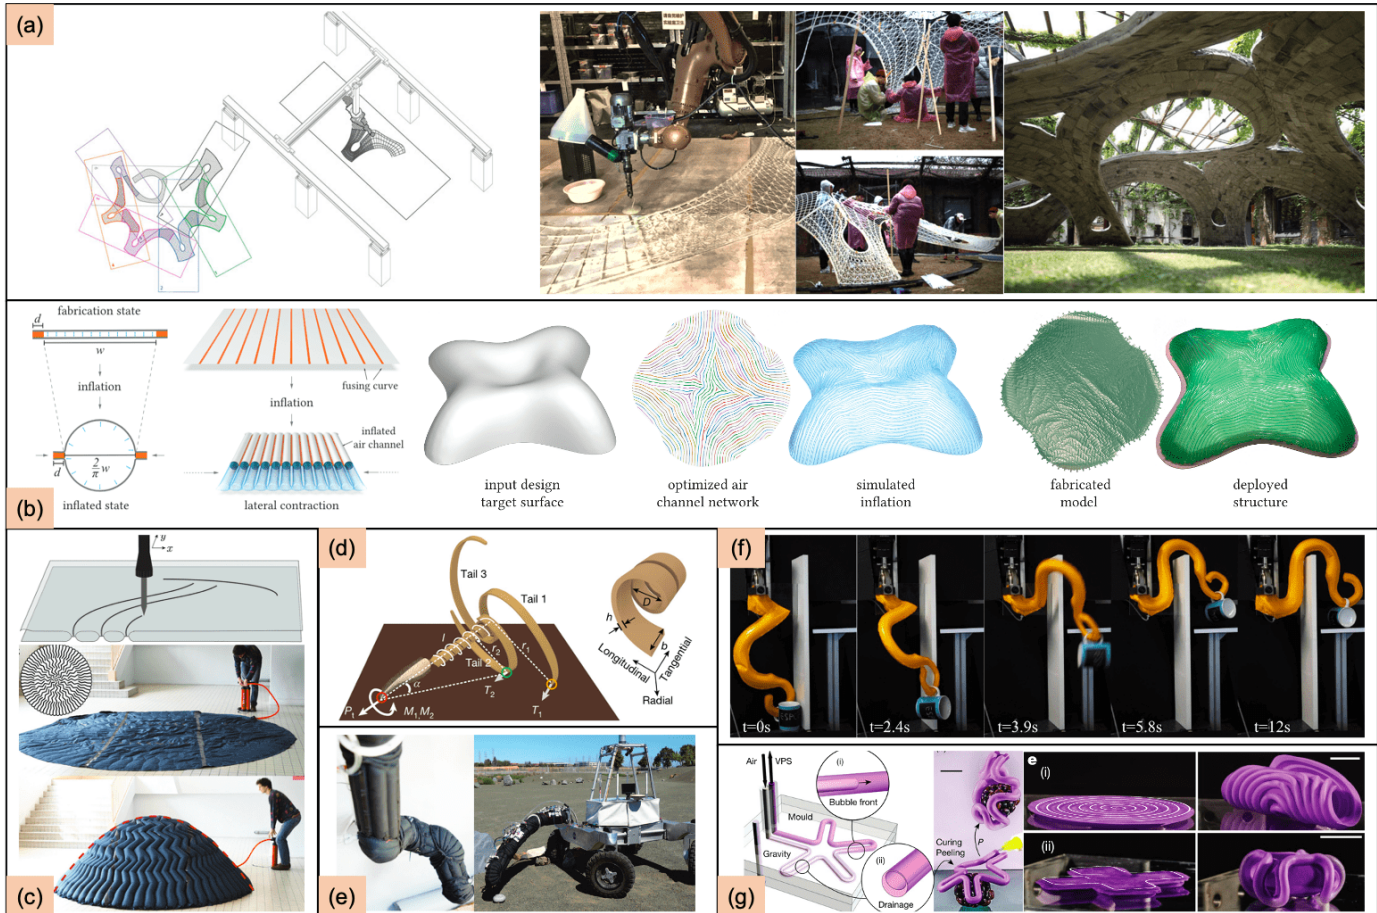 (a)
(b)
fabrication state
d
w
inflation
d
2/π w
inflated state
fusing curve
inflation
inflated
air channel
lateral contraction
input design
target surface
optimized air
channel network
simulated
inflation
fabricated
model
deployed
structure
(c)
y
x
(d)
Tail 3
Tail 1
l
r₂
r₁
Tail 2
α
T₂
T₁
P₁
M₁,M₂
D
h
b
Longitudinal
Tangential
Radial
(e)
(f)
t=0s
t=2.4s
t=3.9s
t=5.8s
t=12s
(g)
Air
VPS
(i)
Bubble front
Mould
Gravity
(ii)
Drainage
Curing
Peeling
P
e
(i)
(ii)